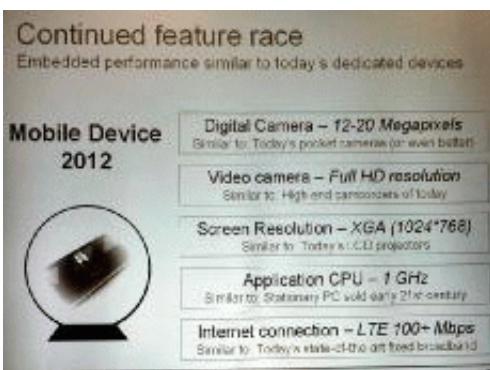 Continued feature race
Embedded performance similar to today's dedicated devices
Mobile Device
2012
Digital Camera – 12-20 Megapixels
Similar to: Today's pocket cameras (or even better)
Video camera – Full HD resolution
Similar to: High end camcorders of today
Screen Resolution – XGA (1024*768)
Similar to: Today's LCD projectors
Application CPU – 1 GHz
Similar to: Stationary PC sold early 21st century
Internet connection – LTE 100+ Mbps
Similar to: Today's state-of-the art fixed broadband